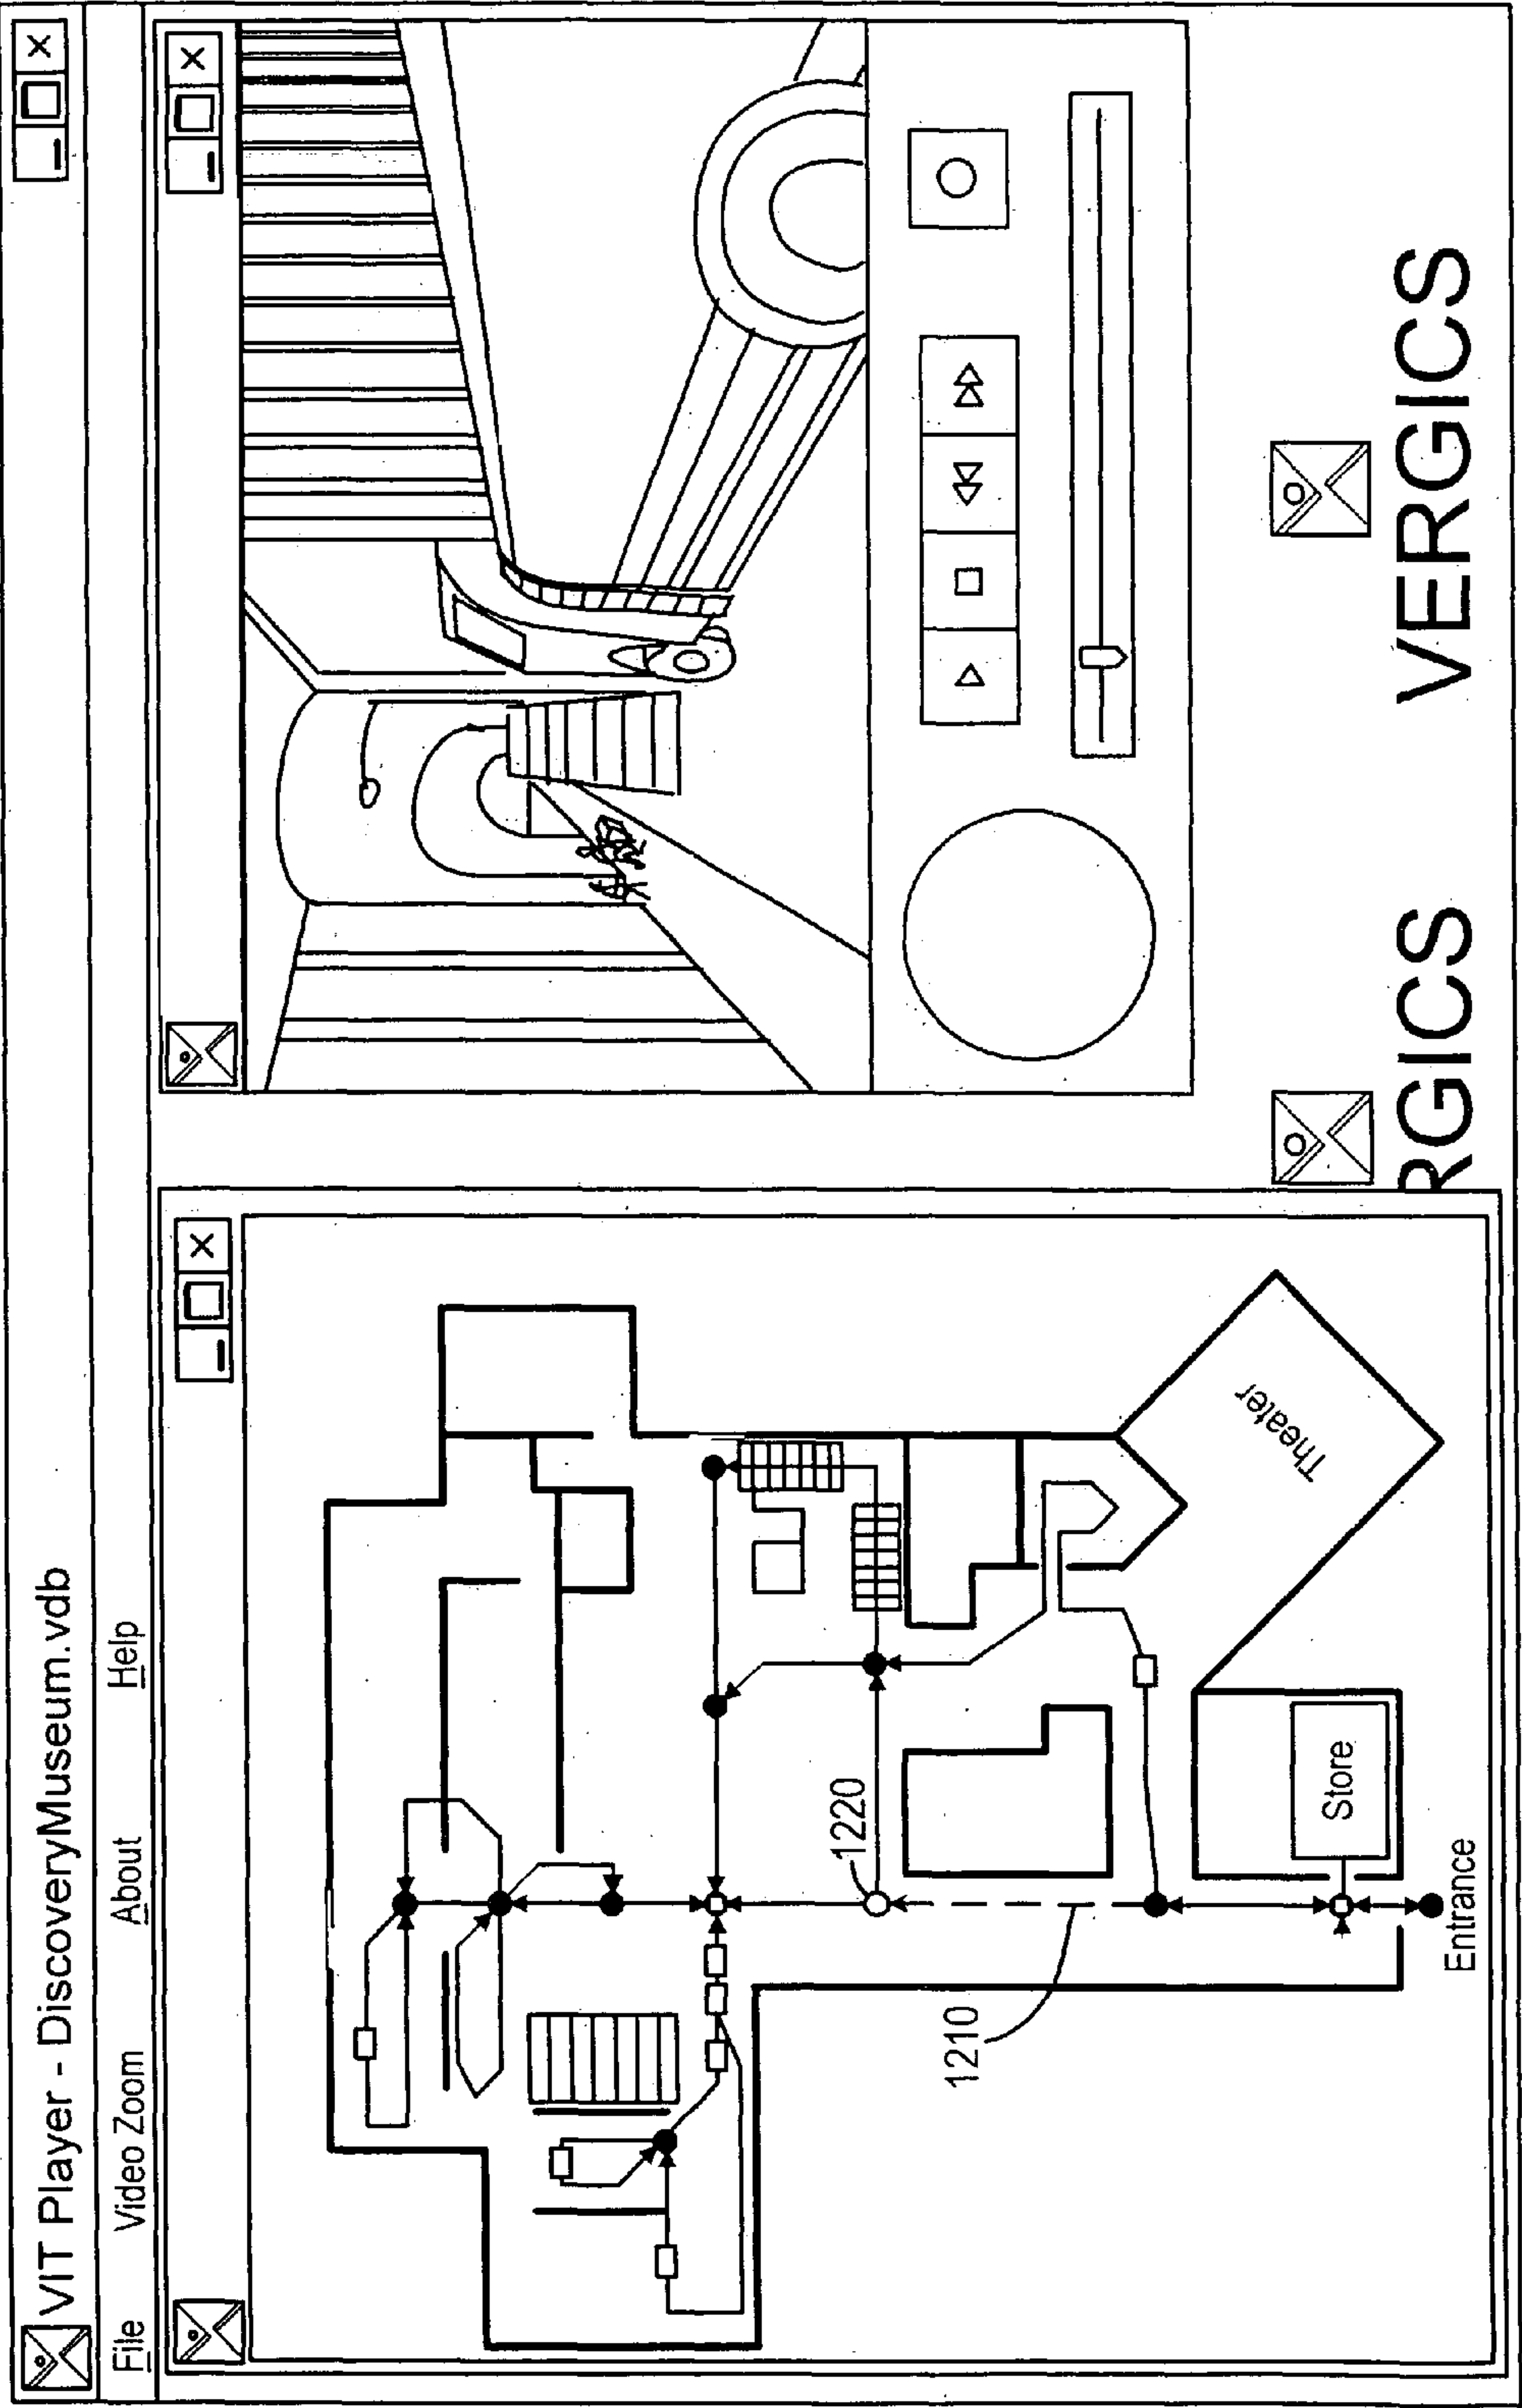 VIT Player - DiscoveryMuseum.vdb
File Video Zoom About Help
1220
1210
Theater
Store
Entrance
RGICS VERGICS